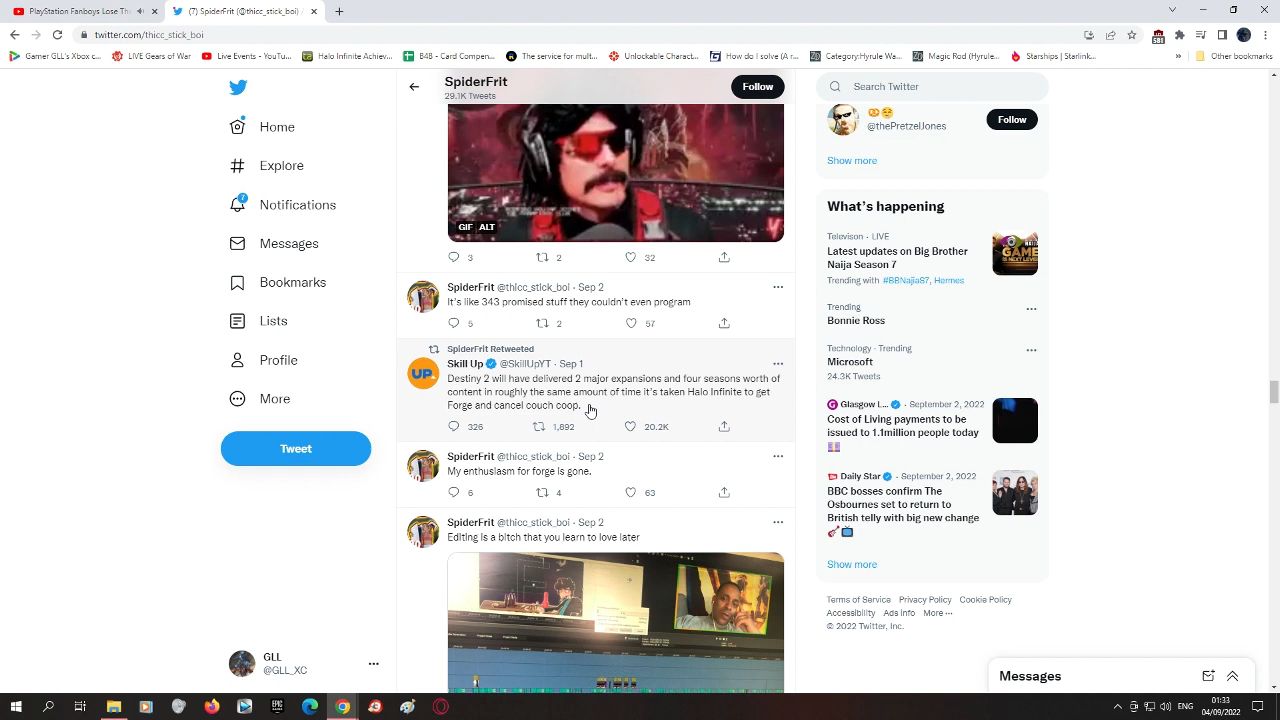 PlayStation Fanboys Lose Th
(7) SpiderFrit (@thicc_stick_boi) /
twitter.com/thicc_stick_boi
581
Gamer GLL's Xbox c...
LIVE Gears of War
Live Events - YouTu...
Halo Infinite Achiev...
B4B - Card Compen...
The service for mult...
Unlockable Charact...
How do I solve (A r...
Category:Hyrule Wa...
Magic Rod (Hyrule...
Starships | Starlink...
»
Other bookmarks
SpiderFrit
29.1K Tweets
Follow
Home
Explore
7
Notifications
Messages
Bookmarks
Lists
Profile
More
Tweet
GLL
@GLL_XC
GIF ALT
3 2 32
SpiderFrit @thicc_stick_boi · Sep 2
It's like 343 promised stuff they couldn't even program
5 2 57
SpiderFrit Retweeted
UP.
Skill Up @SkillUpYT · Sep 1
Destiny 2 will have delivered 2 major expansions and four seasons worth of
content in roughly the same amount of time it's taken Halo Infinite to get
Forge and cancel couch coop.
326 1,892 20.2K
SpiderFrit @thicc_stick_boi · Sep 2
My enthusiasm for forge is gone.
6 4 63
SpiderFrit @thicc_stick_boi · Sep 2
Editing is a bitch that you learn to love later
Search Twitter
@thePretzelJones
Follow
Show more
What's happening
Televison · LIVE
Latest updates on Big Brother
Naija Season 7
Trending with #BBNaijaS7, Hermes
Trending
Bonnie Ross
Technology · Trending
Microsoft
24.3K Tweets
Glasgow L... · September 2, 2022
Cost of Living payments to be
issued to 1.1million people today
Daily Star · September 2, 2022
BBC bosses confirm The
Osbournes set to return to
British telly with big new change
Show more
Terms of Service Privacy Policy Cookie Policy
Accessibility Ads info More ···
© 2022 Twitter, Inc.
Messages
ENG
01:33
04/09/2022